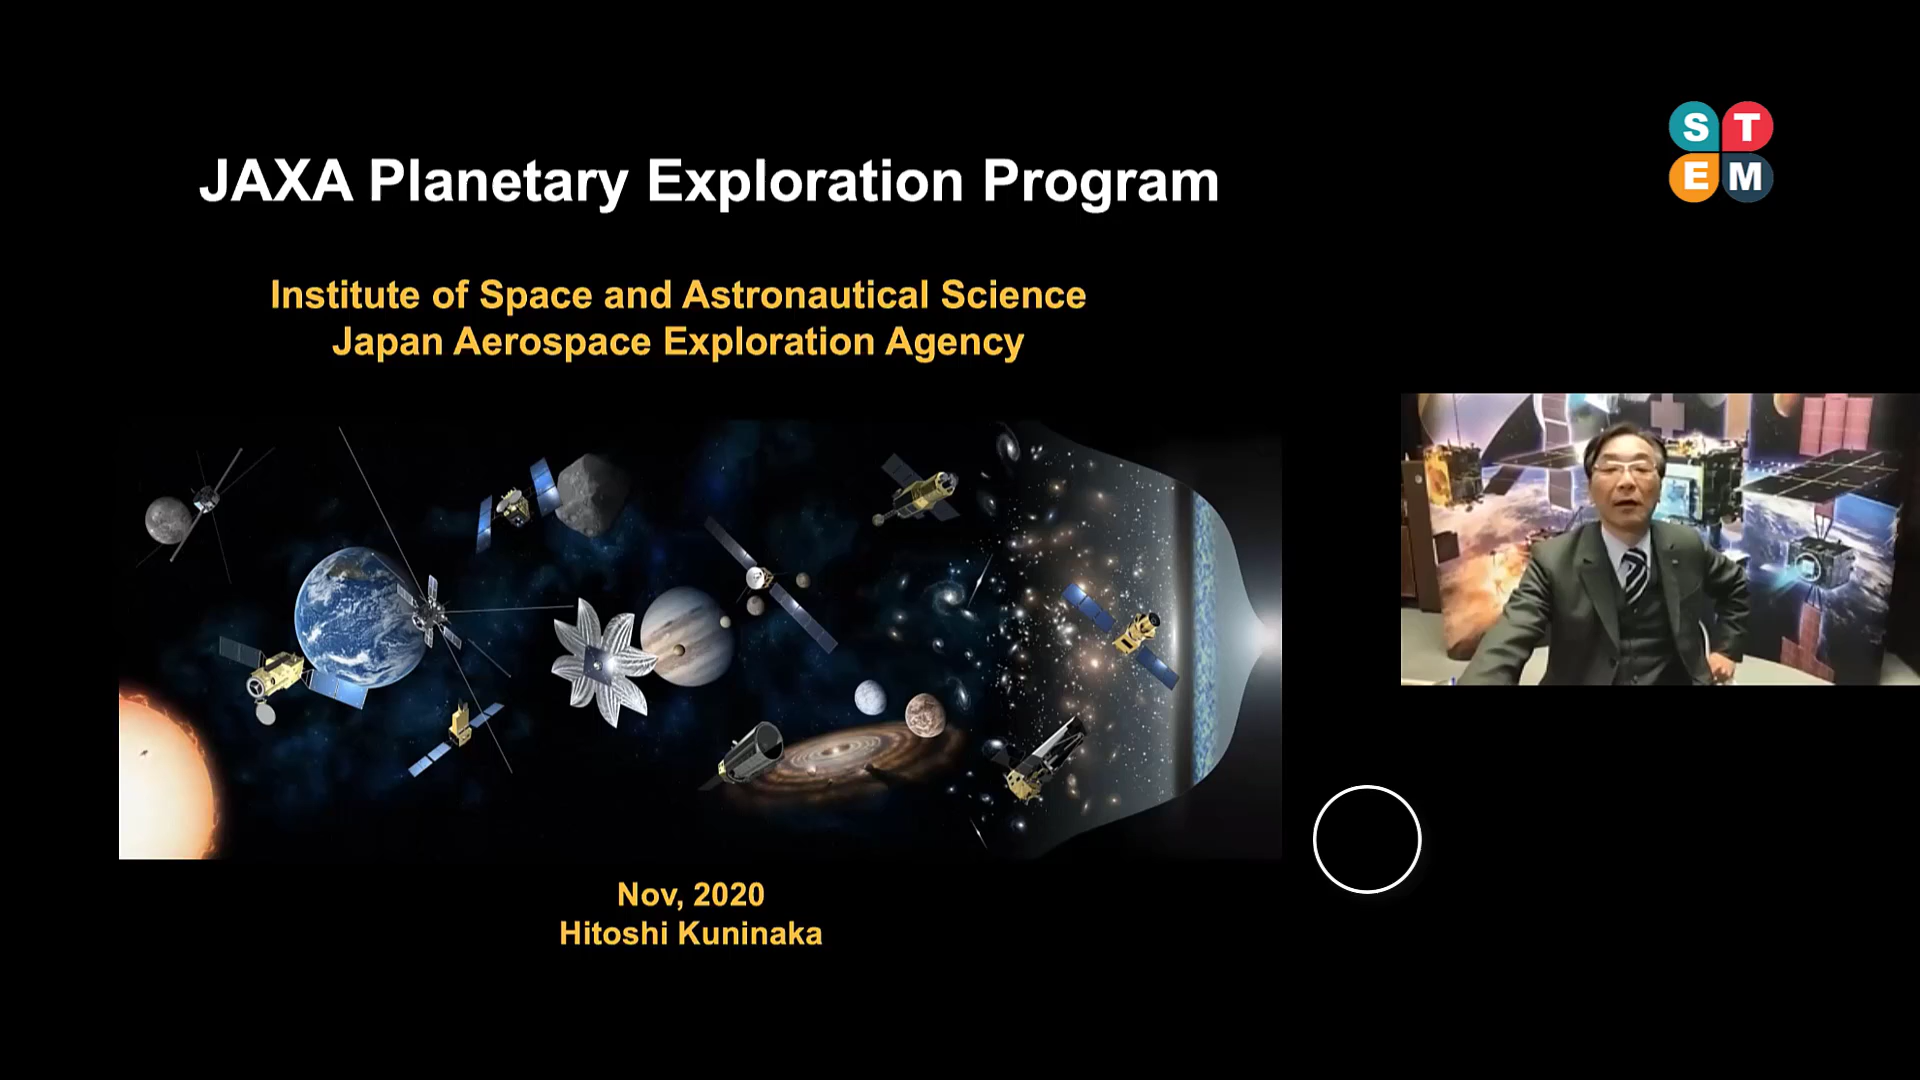 JAXA Planetary Exploration Program
S T
E M
Institute of Space and Astronautical Science
Japan Aerospace Exploration Agency
Nov, 2020
Hitoshi Kuninaka